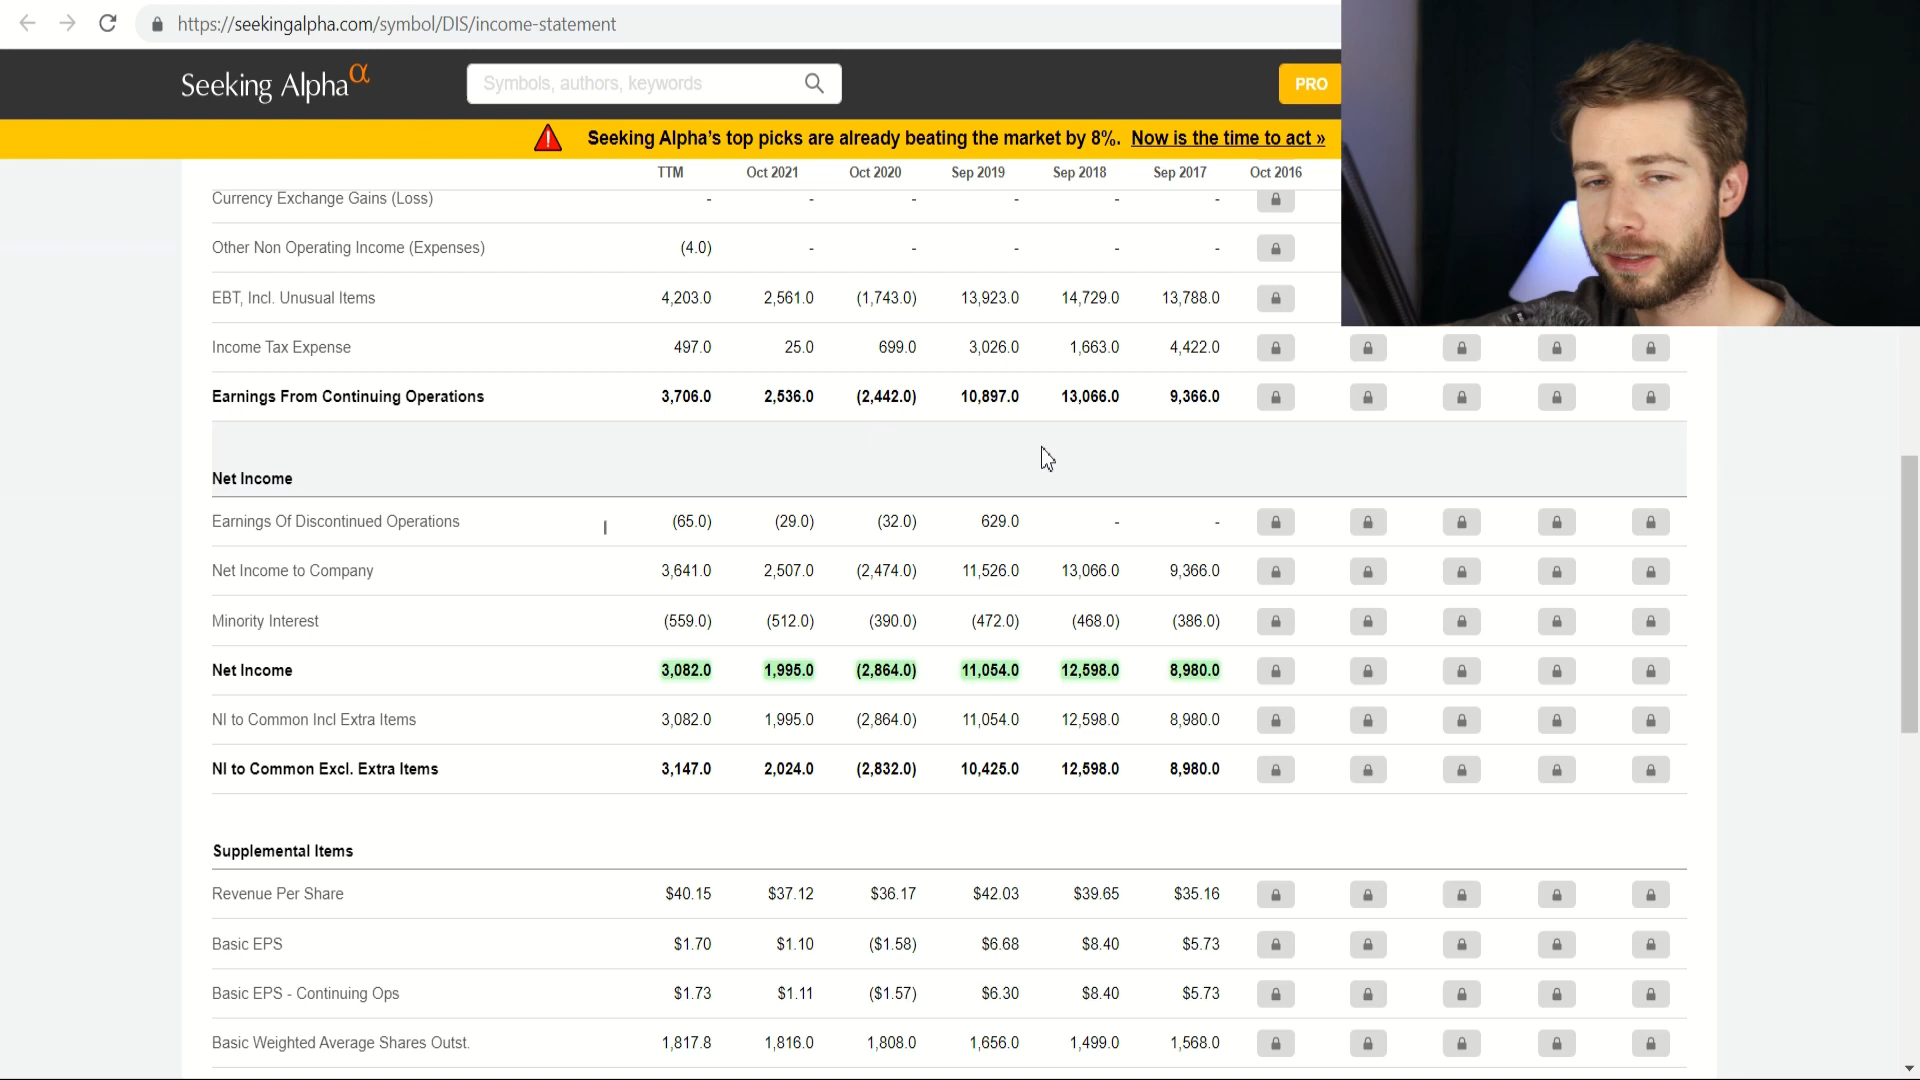 https://seekingalpha.com/symbol/DIS/income-statement
Seeking Alpha α
Symbols, authors, keywords
PRO
Seeking Alpha's top picks are already beating the market by 8%. Now is the time to act »
TTM Oct 2021 Oct 2020 Sep 2019 Sep 2018 Sep 2017 Oct 2016
Currency Exchange Gains (Loss) - - - - - -
Other Non Operating Income (Expenses) (4.0) - - - - -
EBT, Incl. Unusual Items 4,203.0 2,561.0 (1,743.0) 13,923.0 14,729.0 13,788.0
Income Tax Expense 497.0 25.0 699.0 3,026.0 1,663.0 4,422.0
Earnings From Continuing Operations 3,706.0 2,536.0 (2,442.0) 10,897.0 13,066.0 9,366.0
Net Income
Earnings Of Discontinued Operations (65.0) (29.0) (32.0) 629.0 - -
Net Income to Company 3,641.0 2,507.0 (2,474.0) 11,526.0 13,066.0 9,366.0
Minority Interest (559.0) (512.0) (390.0) (472.0) (468.0) (386.0)
Net Income 3,082.0 1,995.0 (2,864.0) 11,054.0 12,598.0 8,980.0
NI to Common Incl Extra Items 3,082.0 1,995.0 (2,864.0) 11,054.0 12,598.0 8,980.0
NI to Common Excl. Extra Items 3,147.0 2,024.0 (2,832.0) 10,425.0 12,598.0 8,980.0
Supplemental Items
Revenue Per Share $40.15 $37.12 $36.17 $42.03 $39.65 $35.16
Basic EPS $1.70 $1.10 ($1.58) $6.68 $8.40 $5.73
Basic EPS - Continuing Ops $1.73 $1.11 ($1.57) $6.30 $8.40 $5.73
Basic Weighted Average Shares Outst. 1,817.8 1,816.0 1,808.0 1,656.0 1,499.0 1,568.0